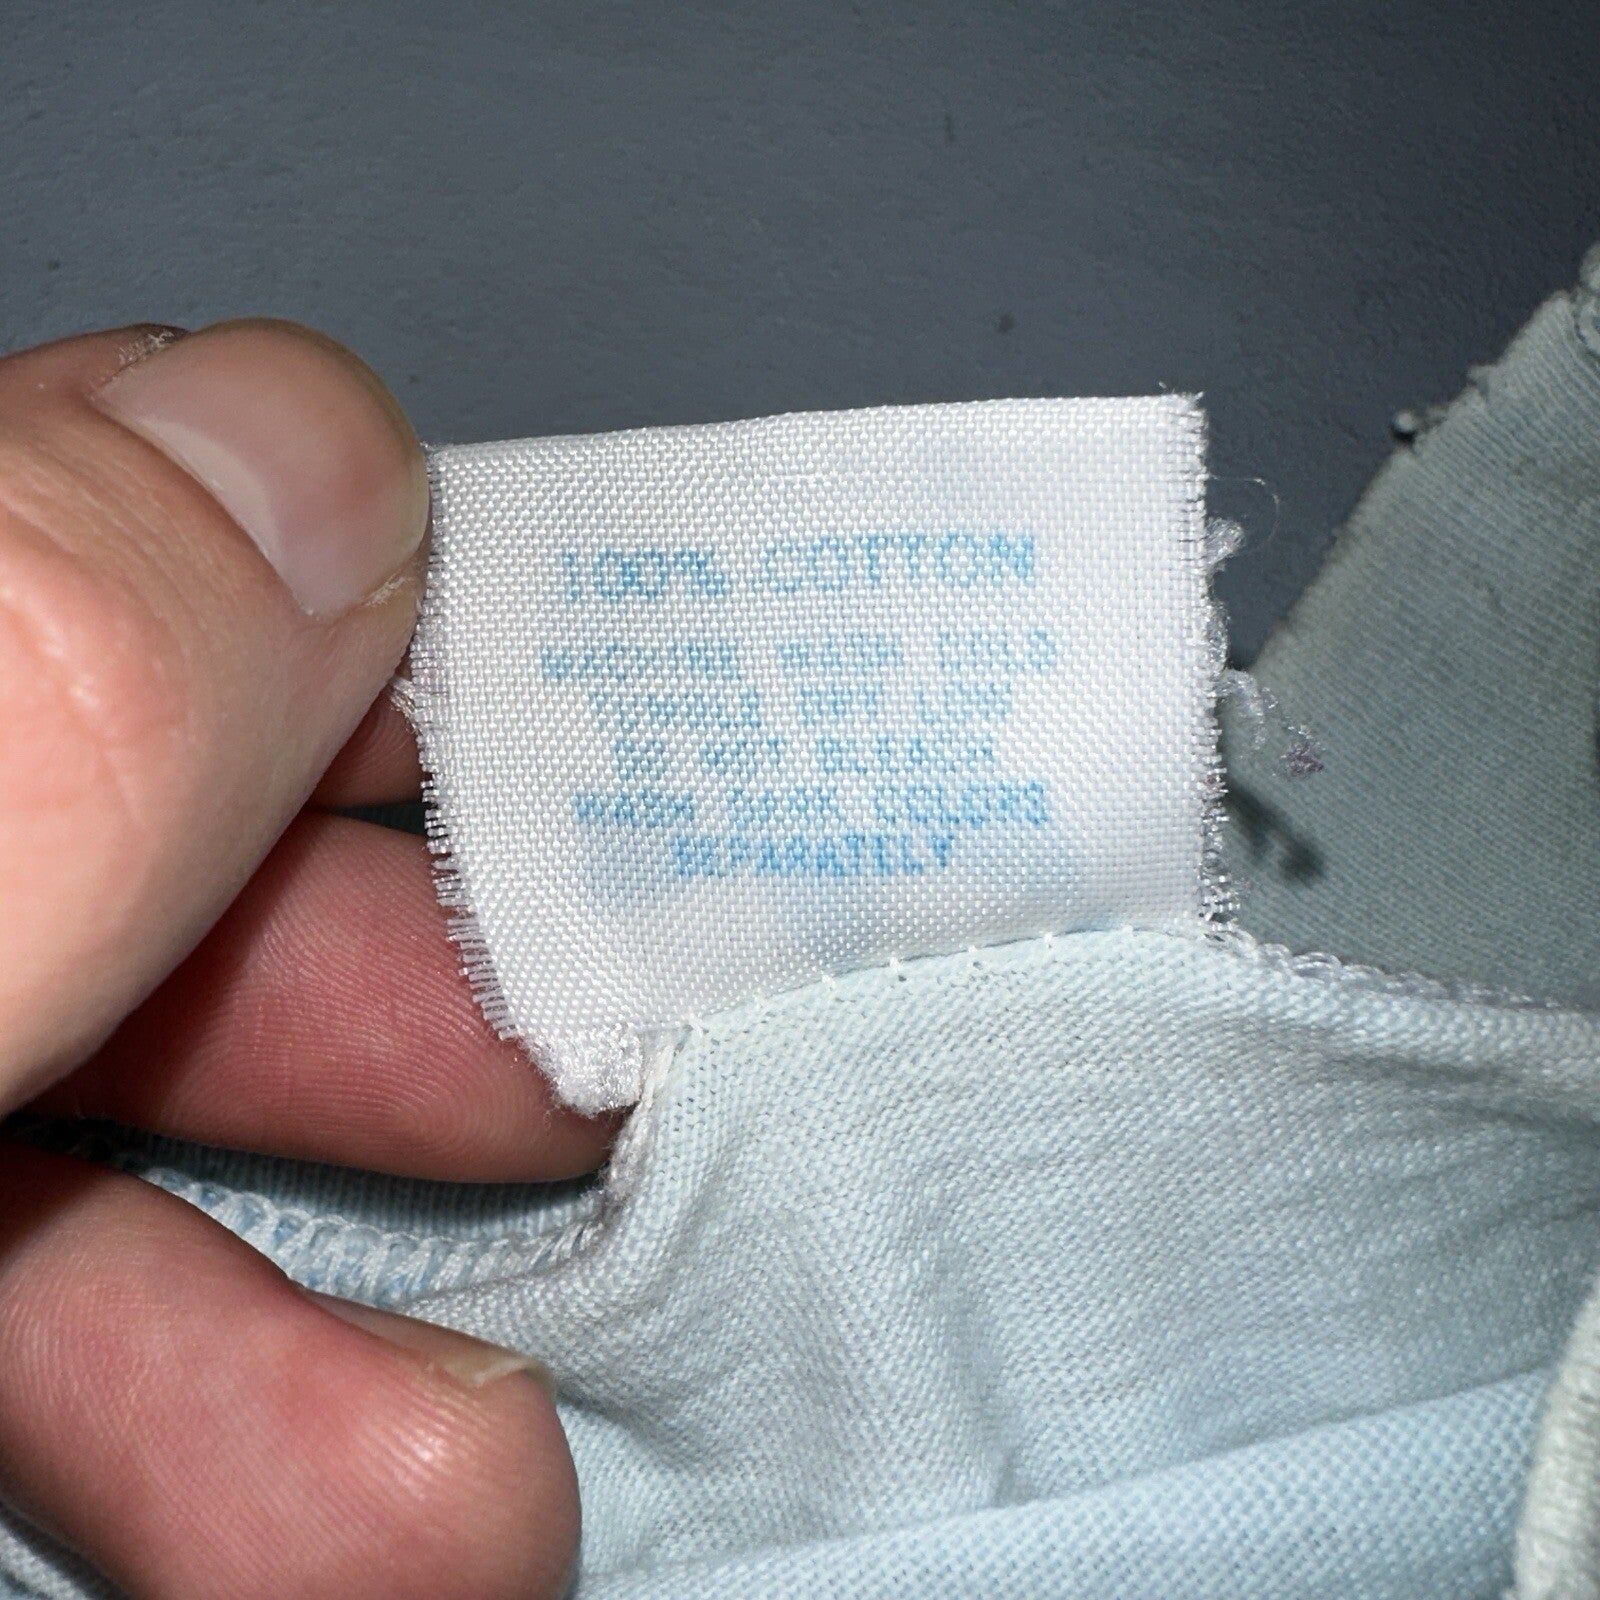 100% COTTON
MACHINE WASH COLD
TUMBLE DRY LOW
DO NOT BLEACH
WASH DARK COLORS
SEPARATELY